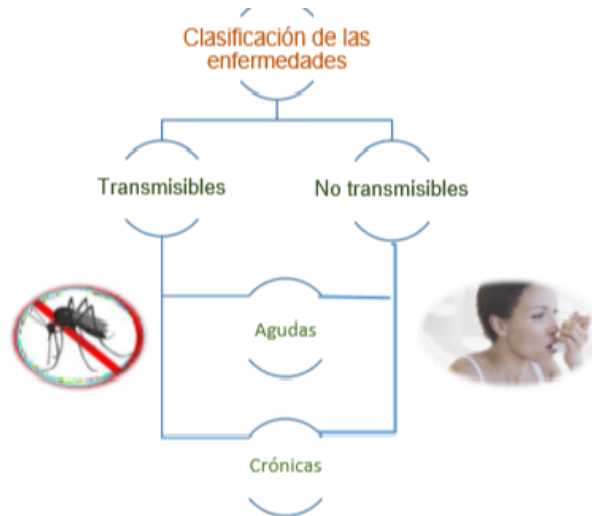 Clasificación de las
enfermedades
Transmisibles
No transmisibles
Agudas
Crónicas